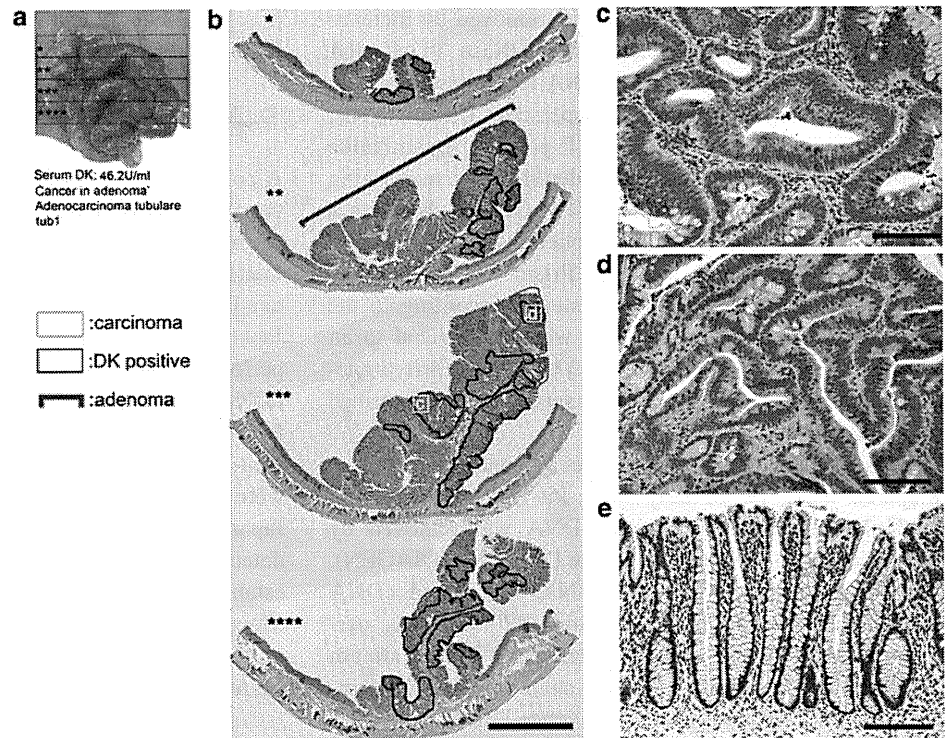 a
*
**
***
****
Serum DK: 46.2U/ml
Cancer in adenoma'
Adenocarcinoma tubulare
tub1
:carcinoma
:DK positive
:adenoma
b
*
**
***
****
c
d
e